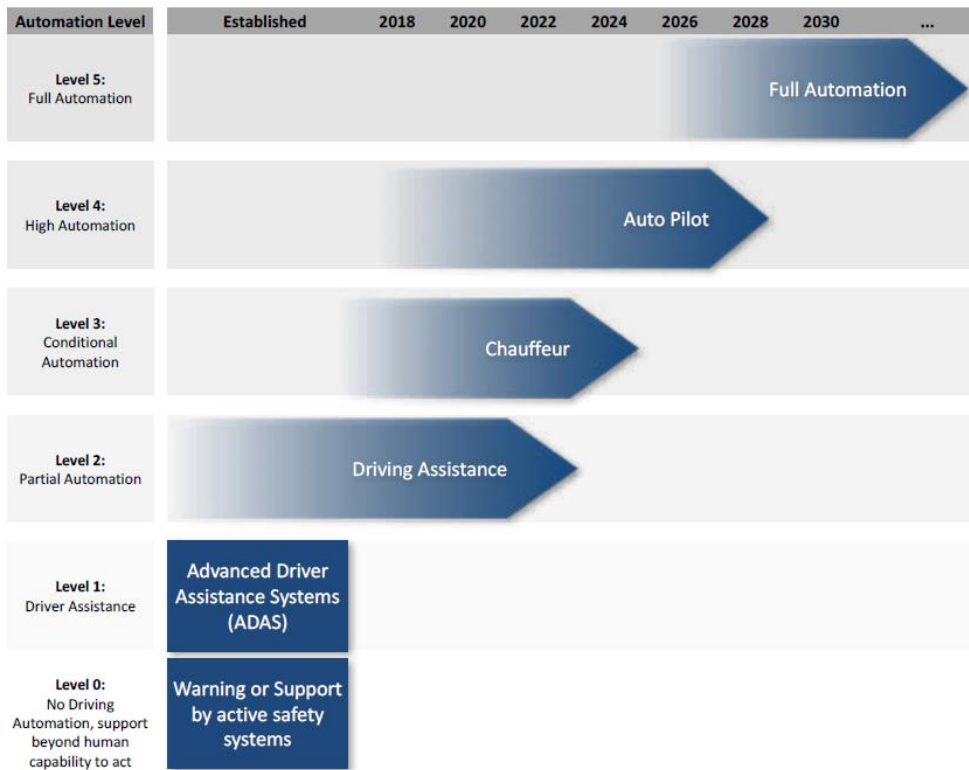 Automation Level Established 2018 2020 2022 2024 2026 2028 2030 ...
Level 5:
Full Automation
Full Automation
Level 4:
High Automation
Auto Pilot
Level 3:
Conditional
Automation
Chauffeur
Level 2:
Partial Automation
Driving Assistance
Level 1:
Driver Assistance
Advanced Driver
Assistance Systems
(ADAS)
Level 0:
No Driving
Automation, support
beyond human
capability to act
Warning or Support
by active safety
systems